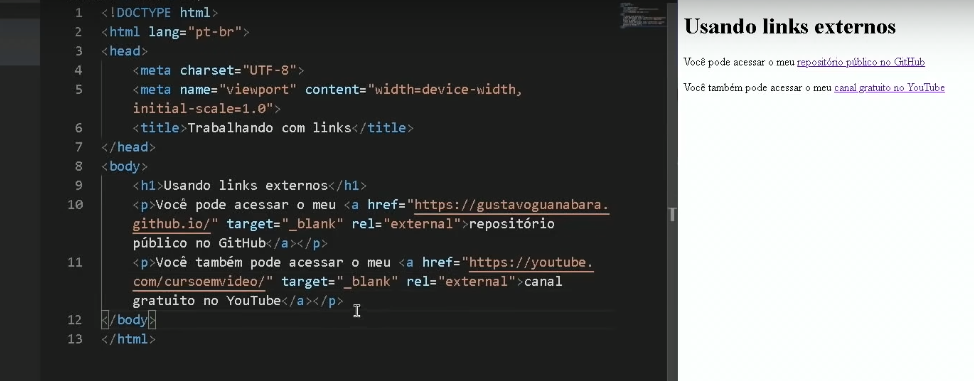 1 <!DOCTYPE html>
2 <html lang="pt-br">
3 <head>
4 <meta charset="UTF-8">
5 <meta name="viewport" content="width=device-width,
initial-scale=1.0">
6 <title>Trabalhando com links</title>
7 </head>
8 <body>
9 <h1>Usando links externos</h1>
10 <p>Você pode acessar o meu <a href="https://gustavoguanabara.
github.io/" target="_blank" rel="external">repositório
público no GitHub</a></p>
11 <p>Você também pode acessar o meu <a href="https://youtube.
com/cursoemvideo/" target="_blank" rel="external">canal
gratuito no YouTube</a></p>
12 </body>
13 </html>
Usando links externos
Você pode acessar o meu repositório público no GitHub
Você também pode acessar o meu canal gratuito no YouTube